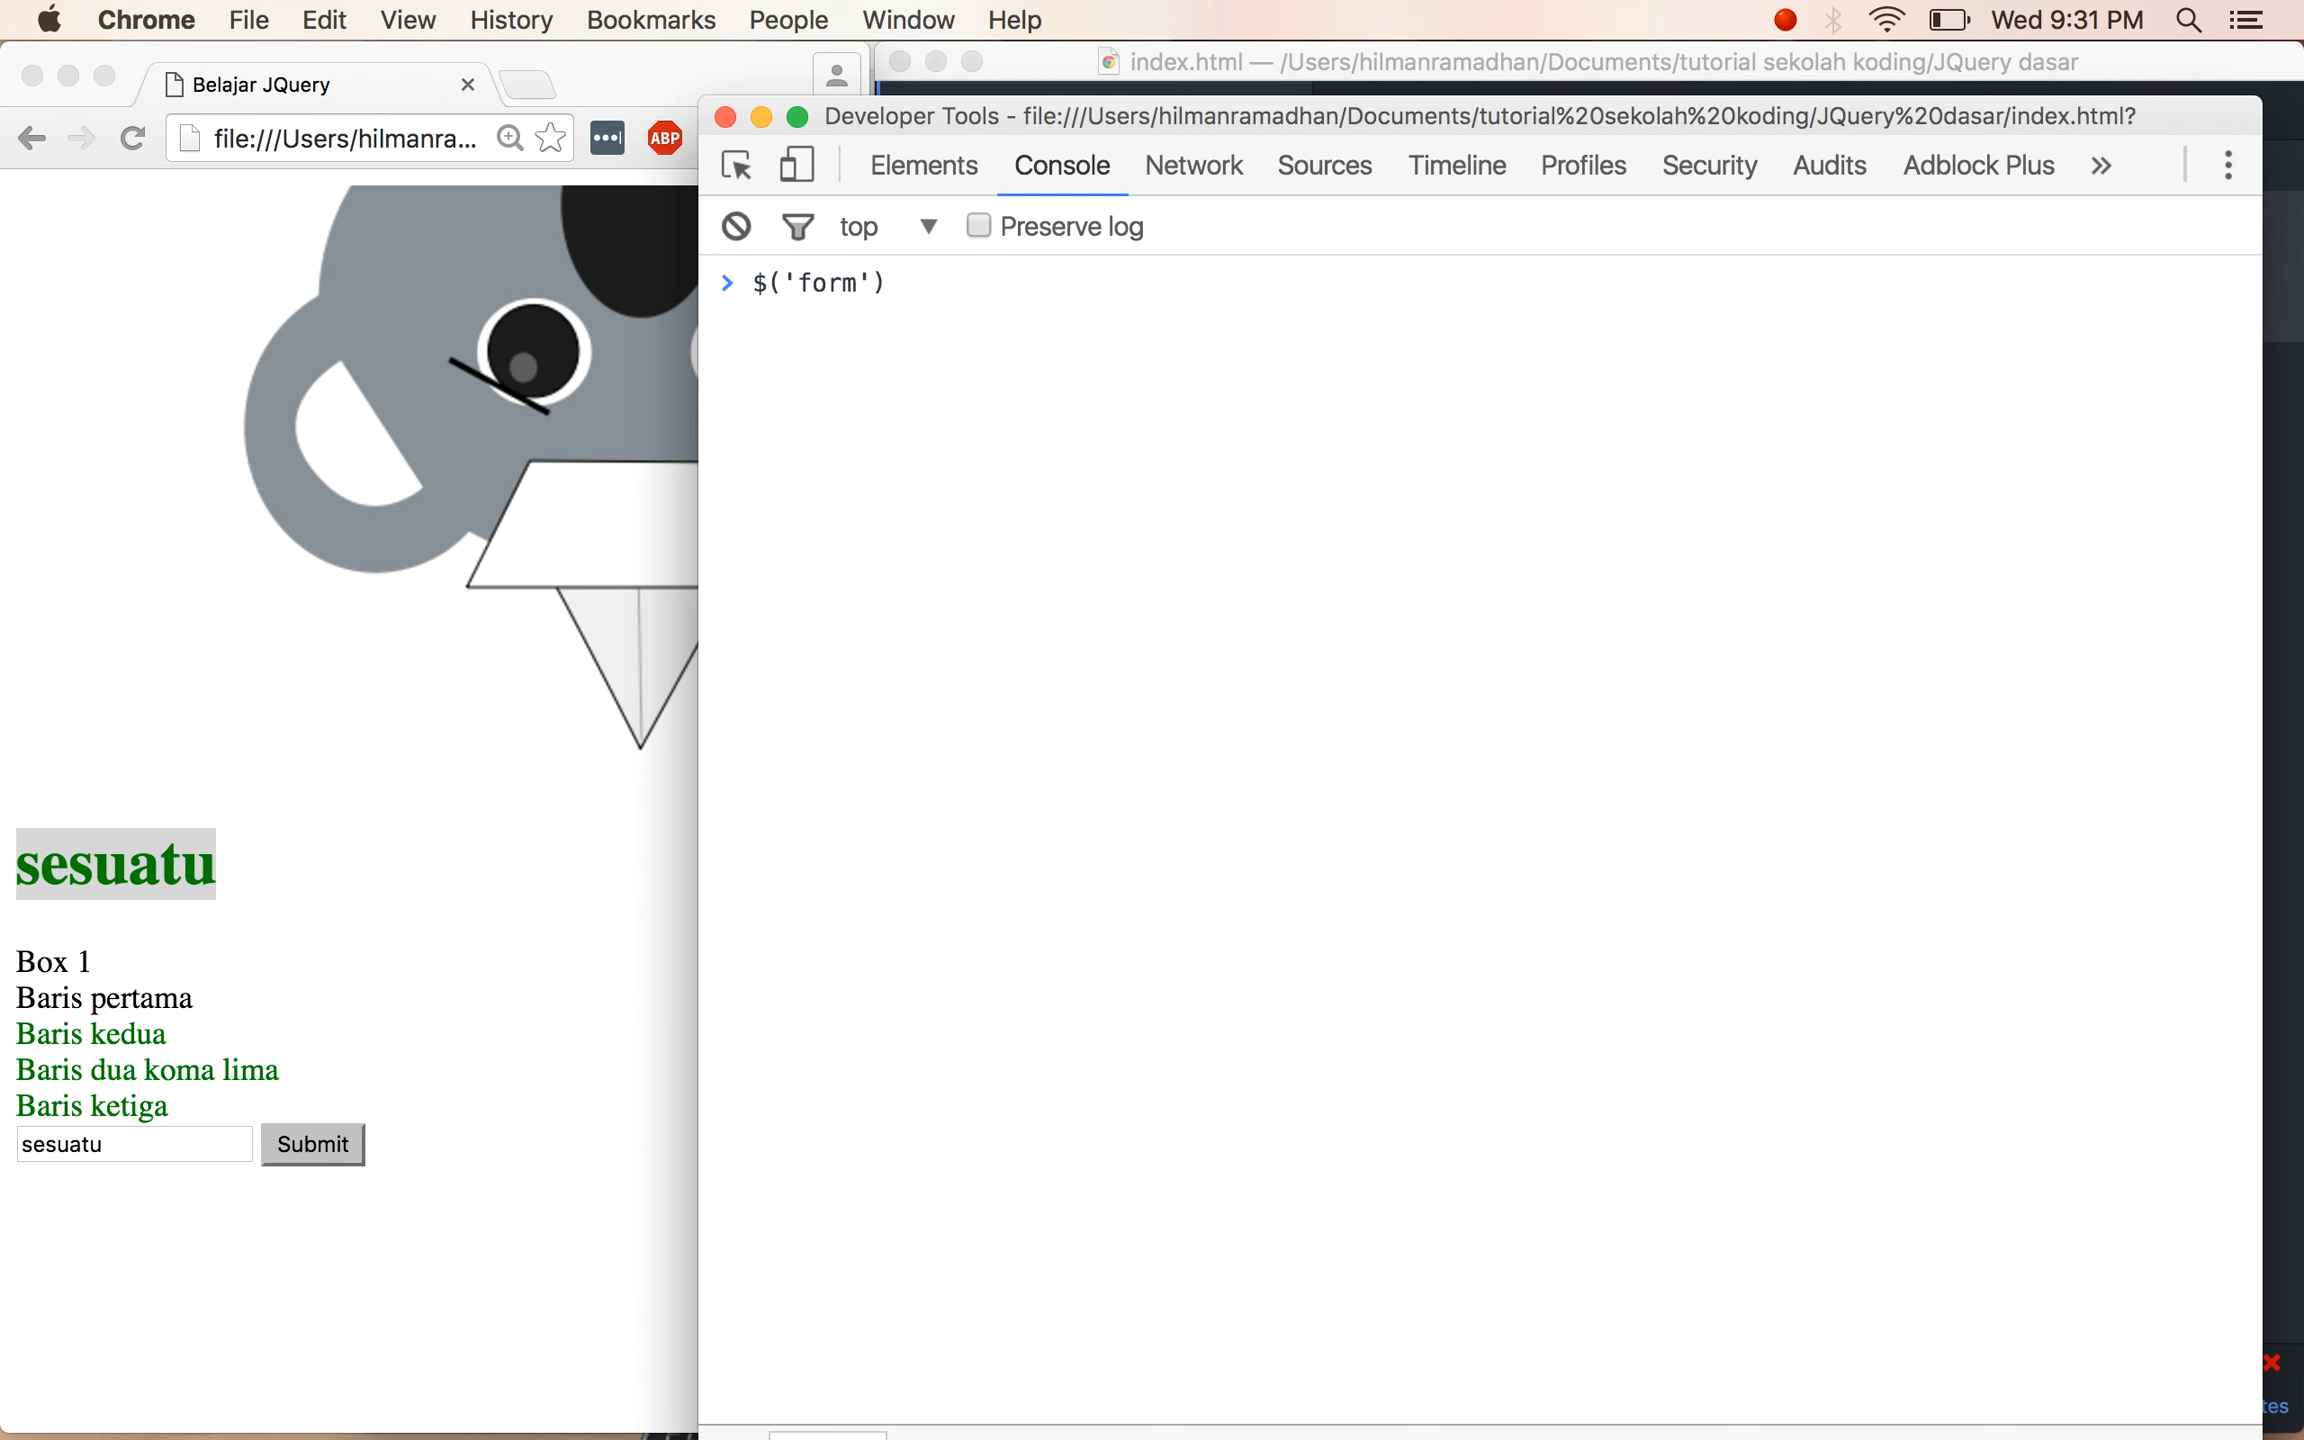 Chrome File Edit View History Bookmarks People Window Help Wed 9:31 PM
Belajar JQuery
index.html — /Users/hilmanramadhan/Documents/tutorial sekolah koding/JQuery dasar
file:///Users/hilmanra...
ABP
Developer Tools - file:///Users/hilmanramadhan/Documents/tutorial%20sekolah%20koding/JQuery%20dasar/index.html?
Elements Console Network Sources Timeline Profiles Security Audits Adblock Plus »
top Preserve log
> $('form')
sesuatu
Box 1
Baris pertama
Baris kedua
Baris dua koma lima
Baris ketiga
sesuatu Submit